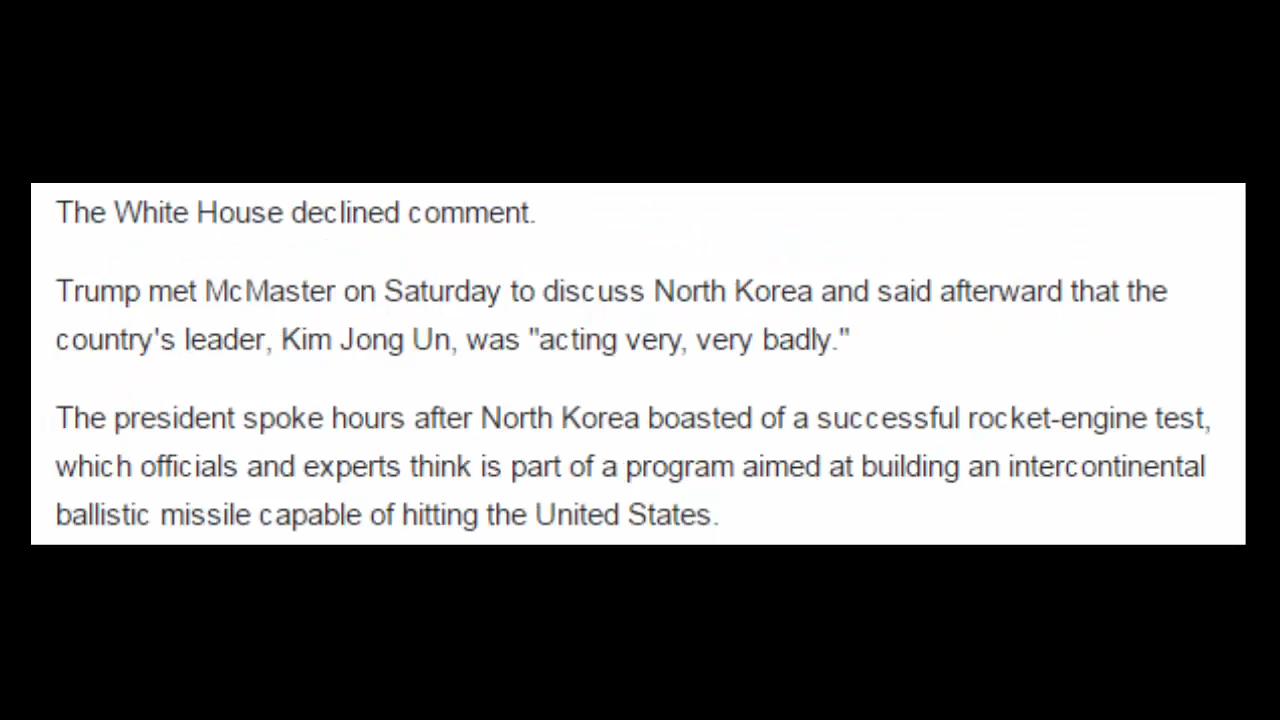 The White House declined comment.
Trump met McMaster on Saturday to discuss North Korea and said afterward that the
country's leader, Kim Jong Un, was "acting very, very badly."
The president spoke hours after North Korea boasted of a successful rocket-engine test,
which officials and experts think is part of a program aimed at building an intercontinental
ballistic missile capable of hitting the United States.